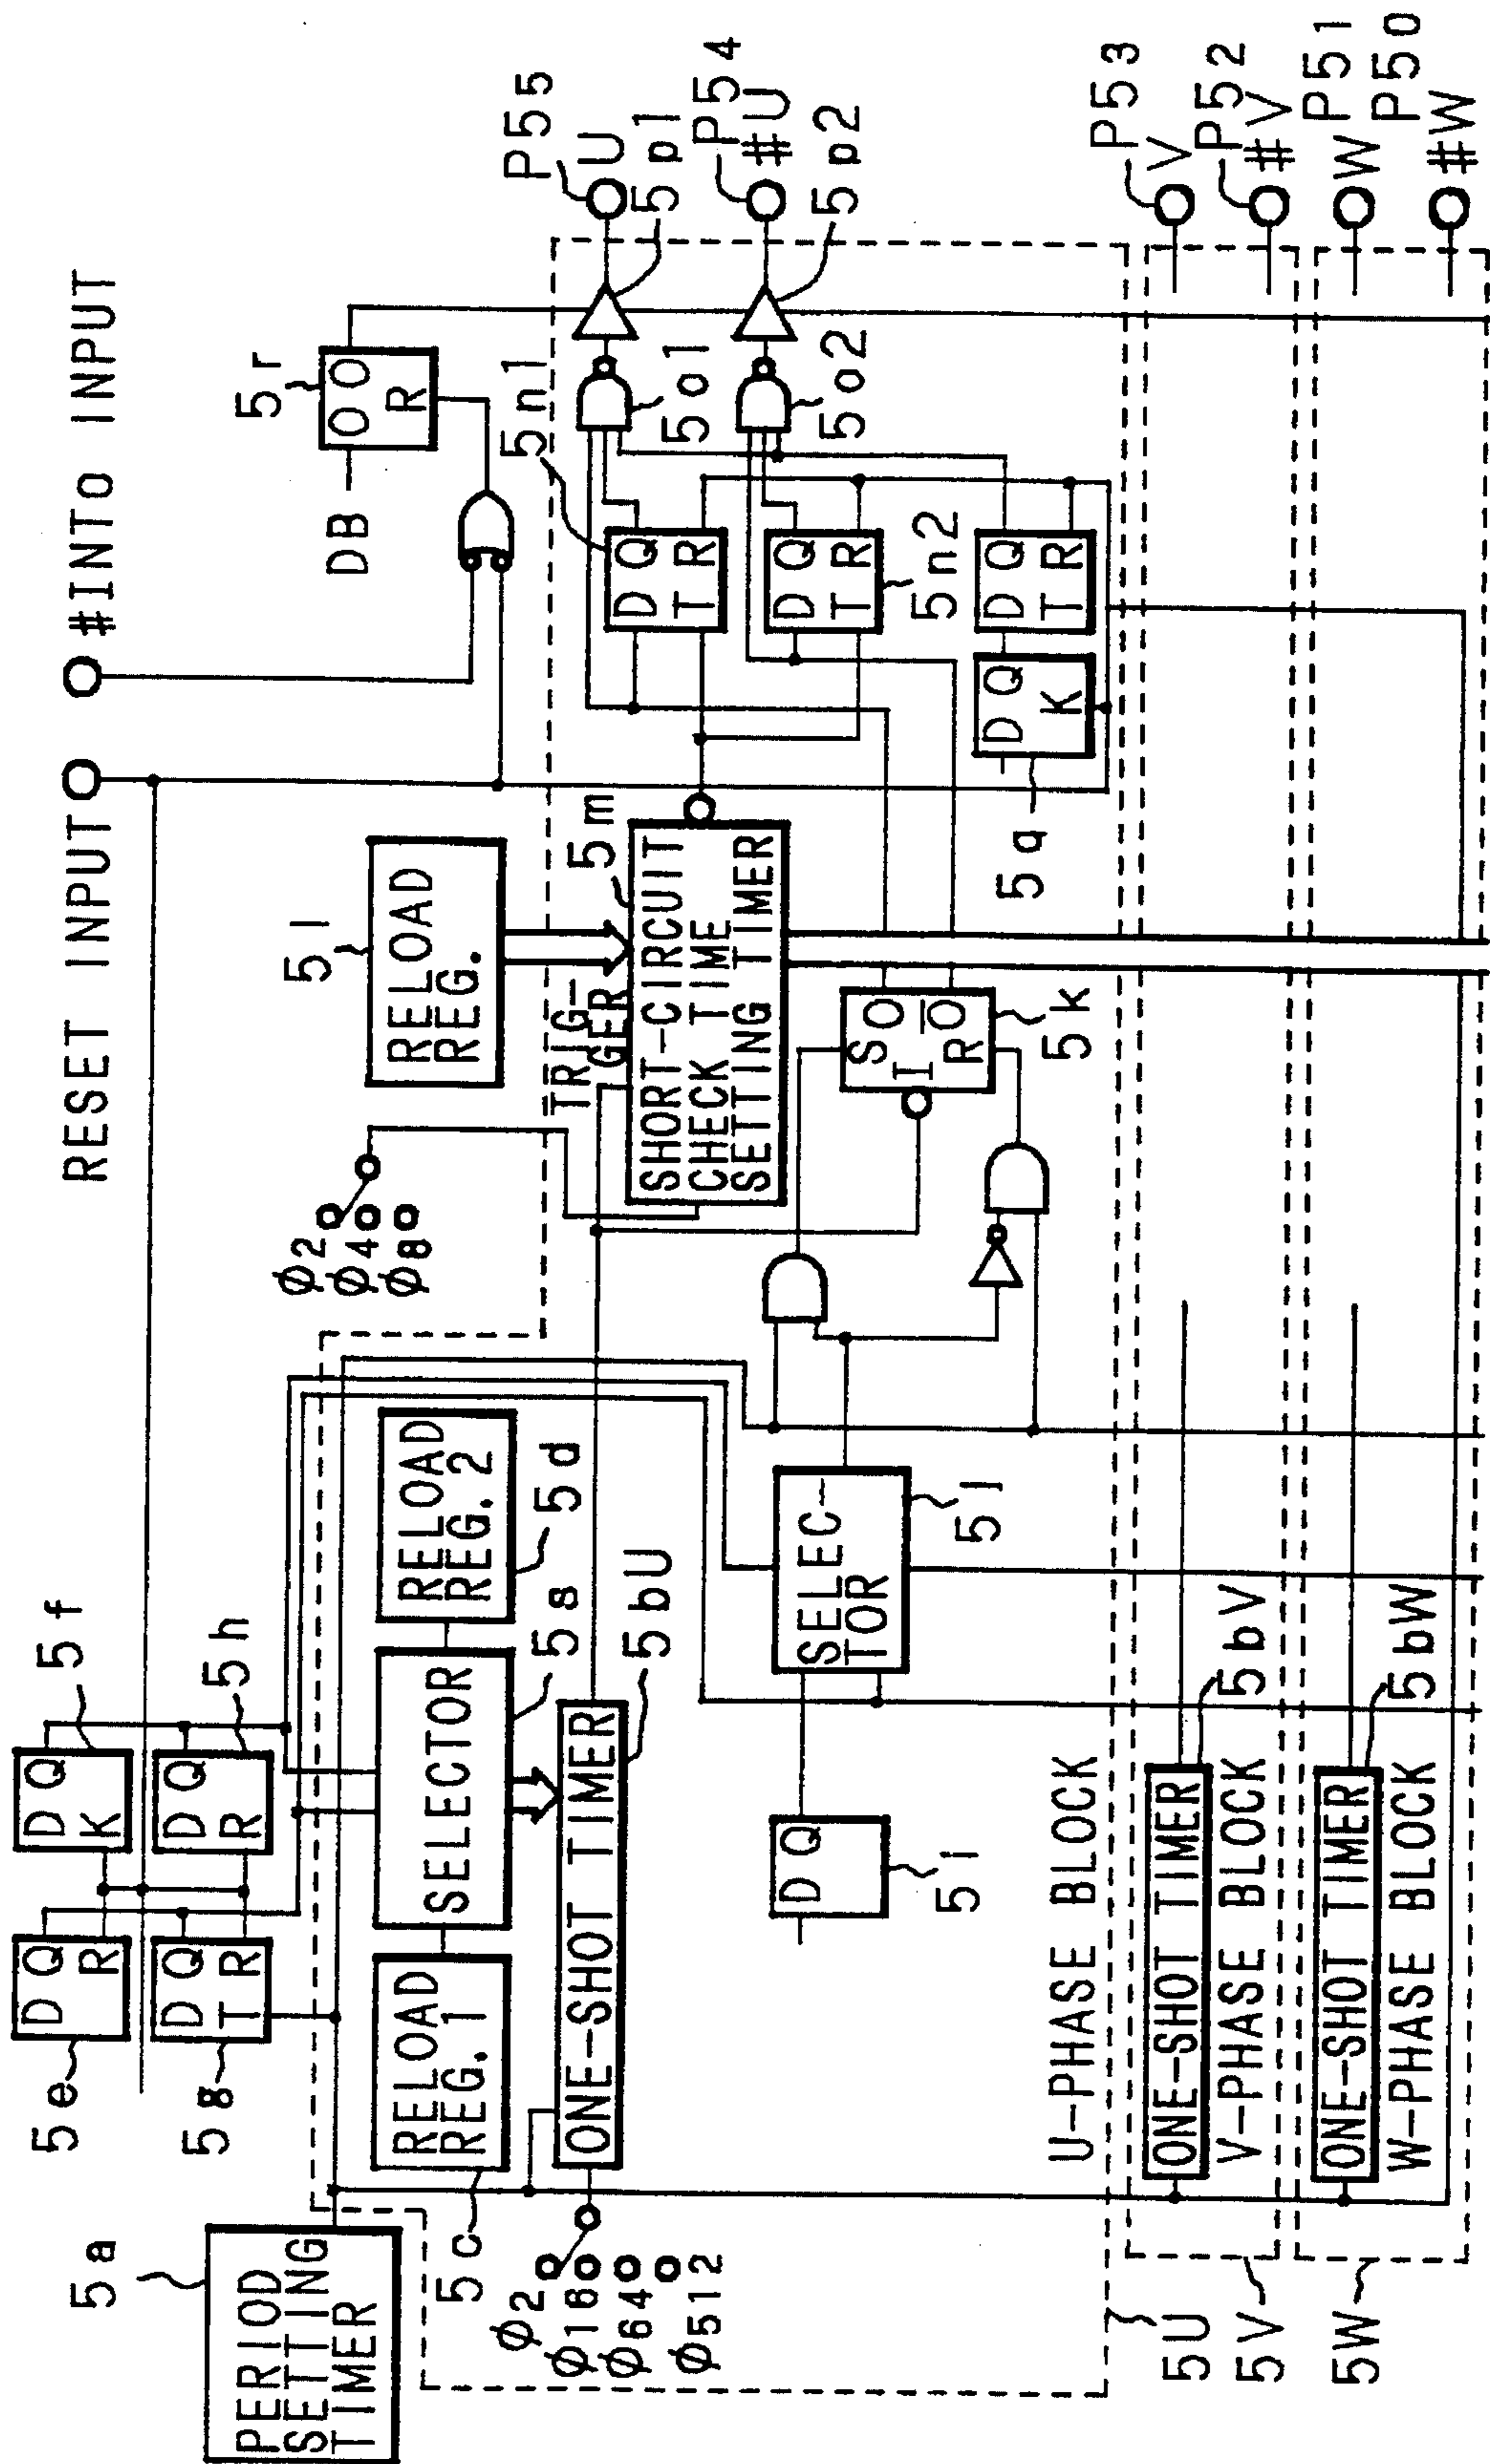 RESET INPUT
#INT0 INPUT
5a
PERIOD
SETTING
TIMER
5e
D Q
R
5f
D Q
K
5g
D Q
T R
5h
D Q
R
DB
5r
O O
R
5c
RELOAD
REG. 1
SELECTOR
5s
RELOAD
REG. 2
5d
ONE-SHOT TIMER
5bU
ϕ2
ϕ16
ϕ64
ϕ512
ϕ2
ϕ4
ϕ8
5l
RELOAD
REG.
TRIG-
GER
5m
SHORT-CIRCUIT
CHECK TIME
SETTING TIMER
5n1
D Q
T R
5n2
D Q
T R
5o1
5o2
5p1
5p2
P55
U
P54
#U
5i
D Q
SELEC-
TOR
5j
S O
I O̅
R
5k
5q
D Q
K
D Q
T R
U-PHASE BLOCK
5U
ONE-SHOT TIMER
5bV
V-PHASE BLOCK
5V
P53
V
P52
#V
ONE-SHOT TIMER
5bW
W-PHASE BLOCK
5W
P51
W
P50
#W